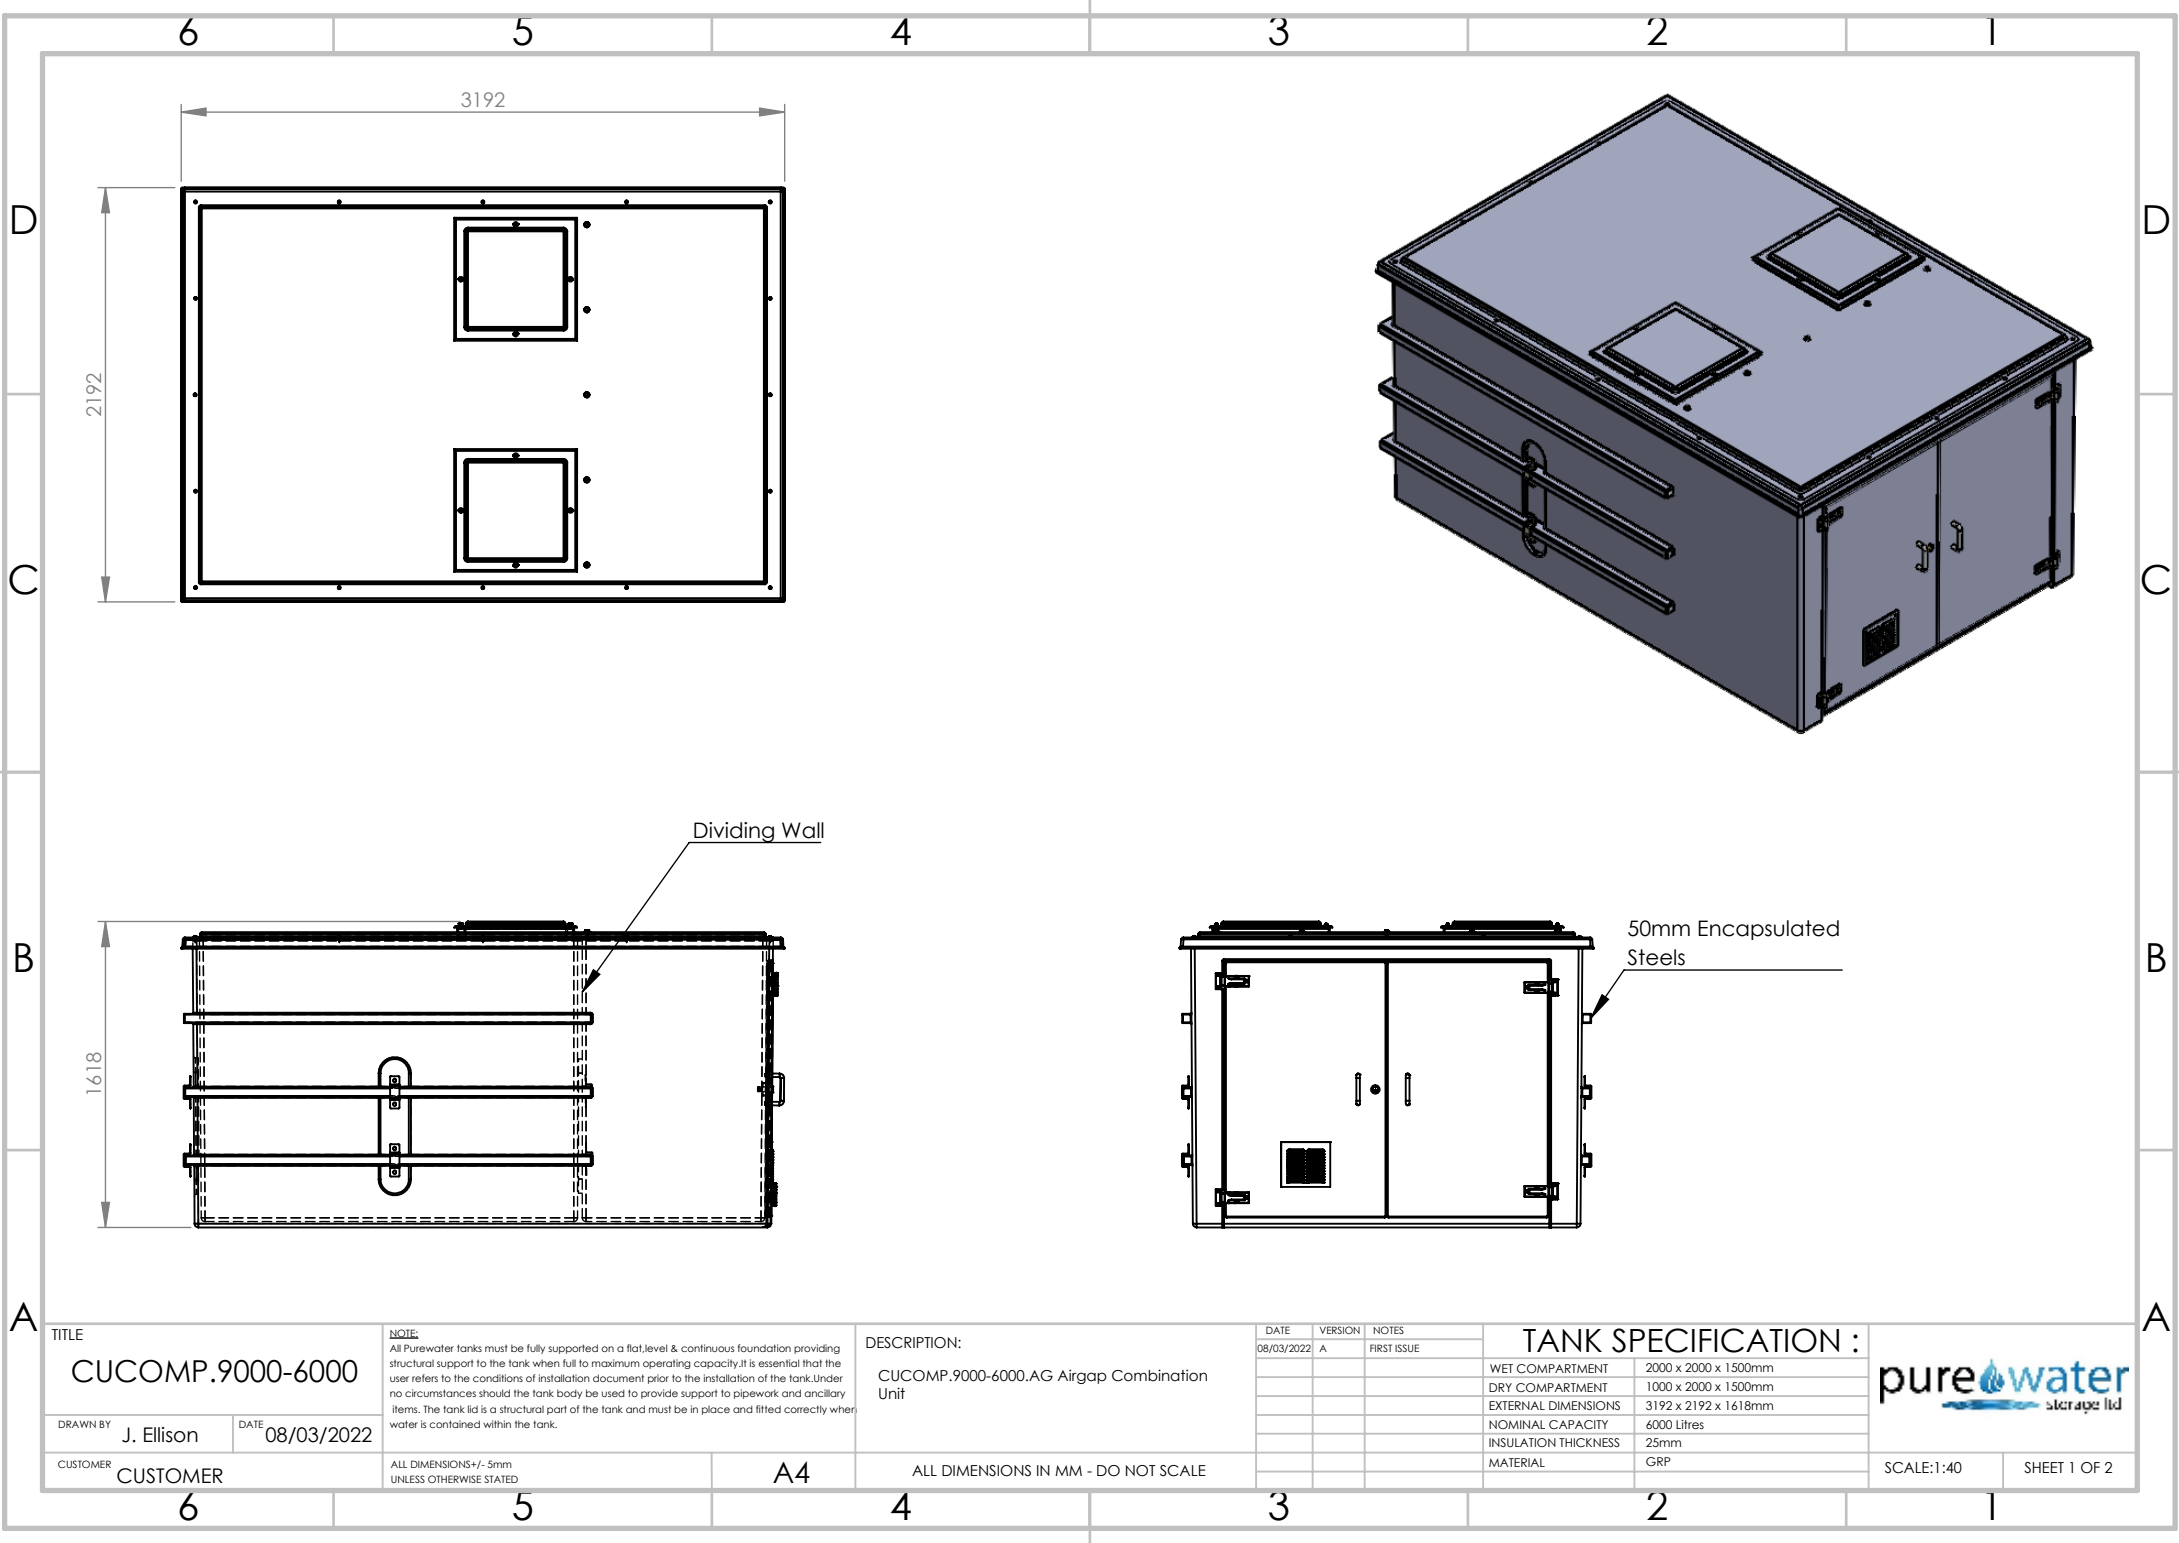 6 5 4 3 2 1
3192
D D
2192
C C
Dividing Wall
50mm Encapsulated
Steels
B B
1618
A A
TITLE
CUCOMP.9000-6000
DRAWN BY J. Ellison
DATE 08/03/2022
CUSTOMER CUSTOMER
NOTE:
All Purewater tanks must be fully supported on a flat,level & continuous foundation providing
structural support to the tank when full to maximum operating capacity.It is essential that the
user refers to the conditions of installation document prior to the installation of the tank.Under
no circumstances should the tank body be used to provide support to pipework and ancillary
items. The tank lid is a structural part of the tank and must be in place and fitted correctly when
water is contained within the tank.
ALL DIMENSIONS+/- 5mm
UNLESS OTHERWISE STATED
A4
DESCRIPTION:
CUCOMP.9000-6000.AG Airgap Combination
Unit
ALL DIMENSIONS IN MM - DO NOT SCALE
DATE VERSION NOTES
08/03/2022 A FIRST ISSUE
TANK SPECIFICATION :
WET COMPARTMENT 2000 x 2000 x 1500mm
DRY COMPARTMENT 1000 x 2000 x 1500mm
EXTERNAL DIMENSIONS 3192 x 2192 x 1618mm
NOMINAL CAPACITY 6000 Litres
INSULATION THICKNESS 25mm
MATERIAL GRP
pure water
storage ltd
SCALE:1:40
SHEET 1 OF 2
6 5 4 3 2 1